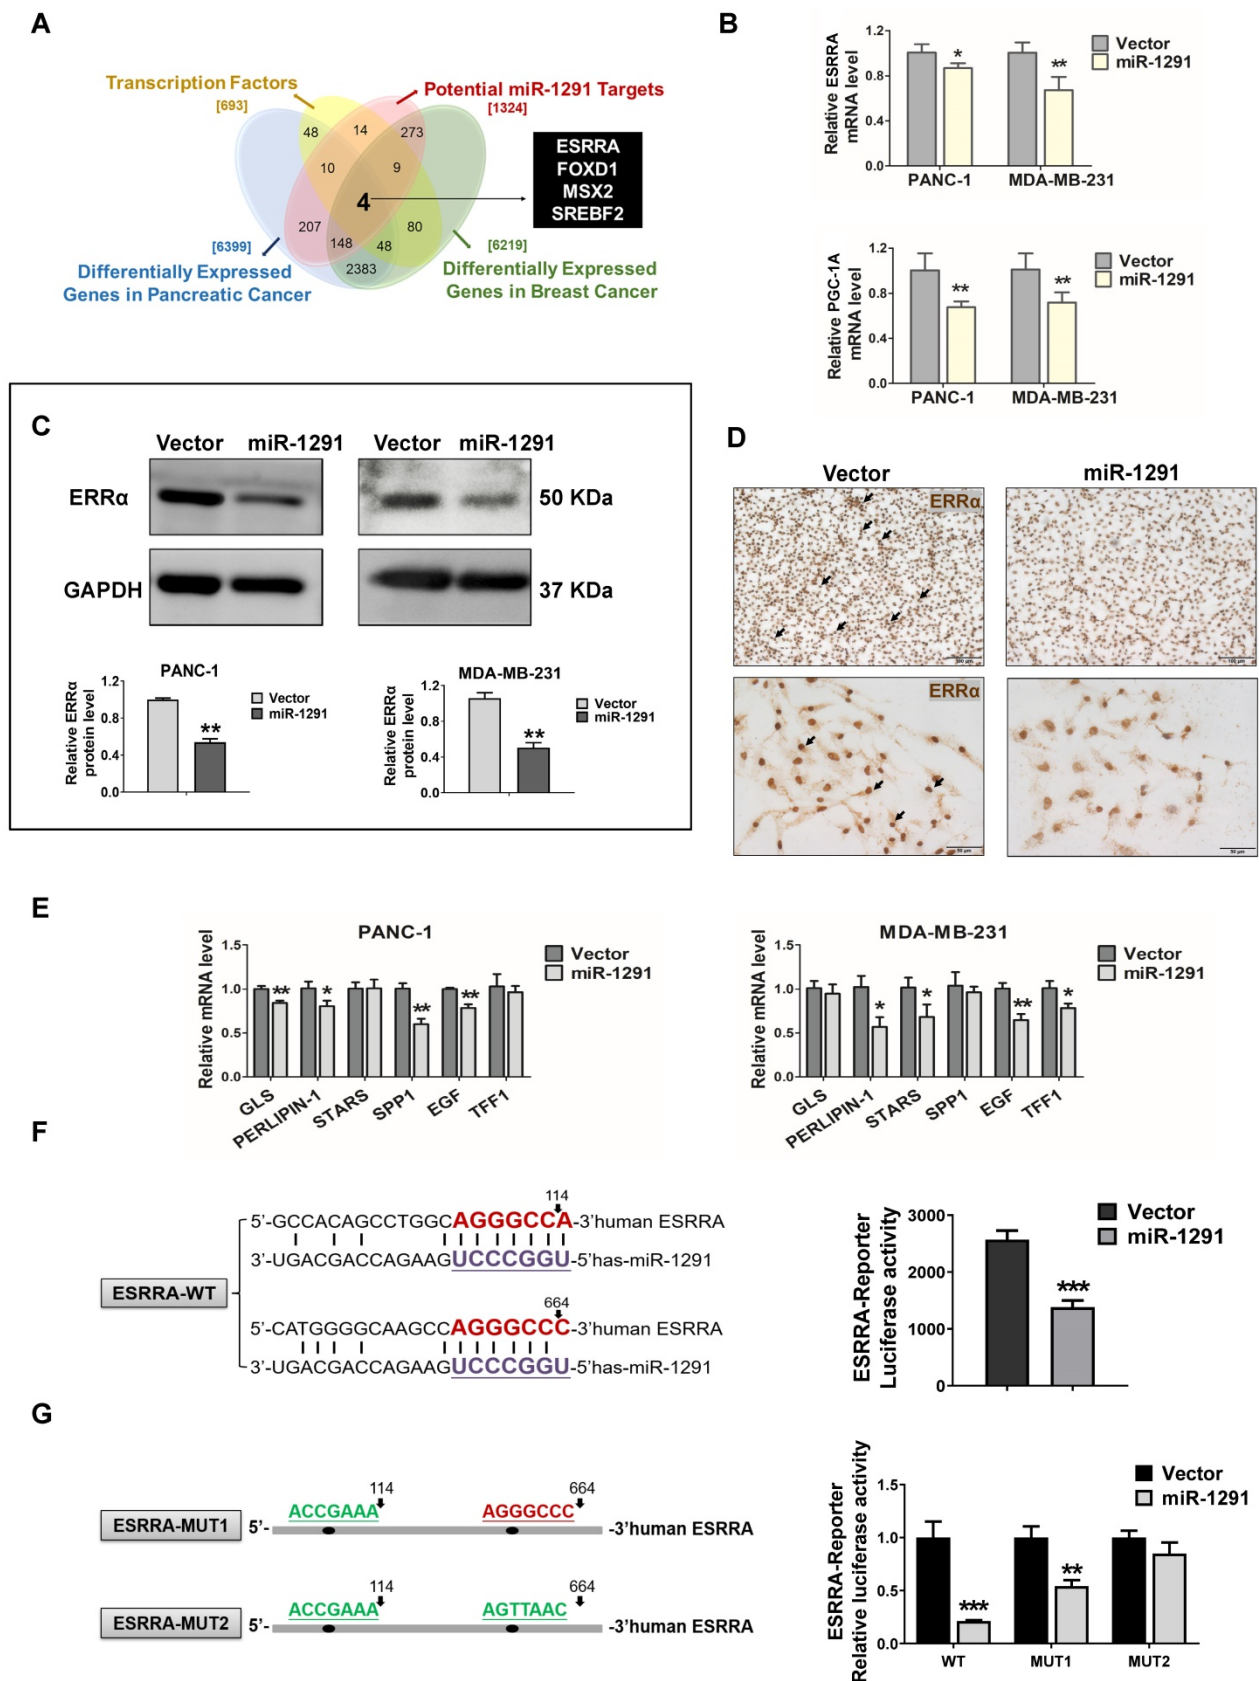 A
Transcription Factors
[693]
Potential miR-1291 Targets
[1324]
48
14
273
10
9
4
207
80
148
48
2383
ESRRA
FOXD1
MSX2
SREBF2
[6399]
Differentially Expressed
Genes in Pancreatic Cancer
[6219]
Differentially Expressed
Genes in Breast Cancer
B
Relative ESRRA
mRNA level
1.2
0.8
0.4
0.0
*
**
Vector
miR-1291
PANC-1
MDA-MB-231
Relative PGC-1A
mRNA level
1.2
0.8
0.4
0.0
**
**
Vector
miR-1291
PANC-1
MDA-MB-231
C
Vector miR-1291
Vector miR-1291
ERRα
50 KDa
GAPDH
37 KDa
PANC-1
Relative ERRα
protein level
1.2
0.8
0.4
0.0
**
Vector
miR-1291
MDA-MB-231
Relative ERRα
protein level
1.2
0.8
0.4
0.0
**
Vector
miR-1291
D
Vector
miR-1291
ERRα
100 μm
100 μm
ERRα
50 μm
50 μm
E
PANC-1
Relative mRNA level
1.5
1.0
0.5
0.0
**
*
**
**
Vector
miR-1291
GLS
PERLIPIN-1
STARS
SPP1
EGF
TFF1
MDA-MB-231
Relative mRNA level
1.5
1.0
0.5
0.0
*
*
**
*
Vector
miR-1291
GLS
PERLIPIN-1
STARS
SPP1
EGF
TFF1
F
ESRRA-WT
114
5'-GCCACAGCCTGGCAGGGCCA-3'human ESRRA
3'-UGACGACCAGAAGUCCCGGU-5'has-miR-1291
664
5'-CATGGGGCAAGCCAGGGCCC-3'human ESRRA
3'-UGACGACCAGAAGUCCCGGU-5'has-miR-1291
ESRRA-Reporter
Luciferase activity
3000
2000
1000
0
***
Vector
miR-1291
G
ESRRA-MUT1
5'-
ACCGAAA
114
AGGGCCC
664
-3'human ESRRA
ESRRA-MUT2
5'-
ACCGAAA
114
AGTTAAC
664
-3'human ESRRA
ESRRA-Reporter
Relative luciferase activity
1.5
1.0
0.5
0.0
***
**
Vector
miR-1291
WT
MUT1
MUT2